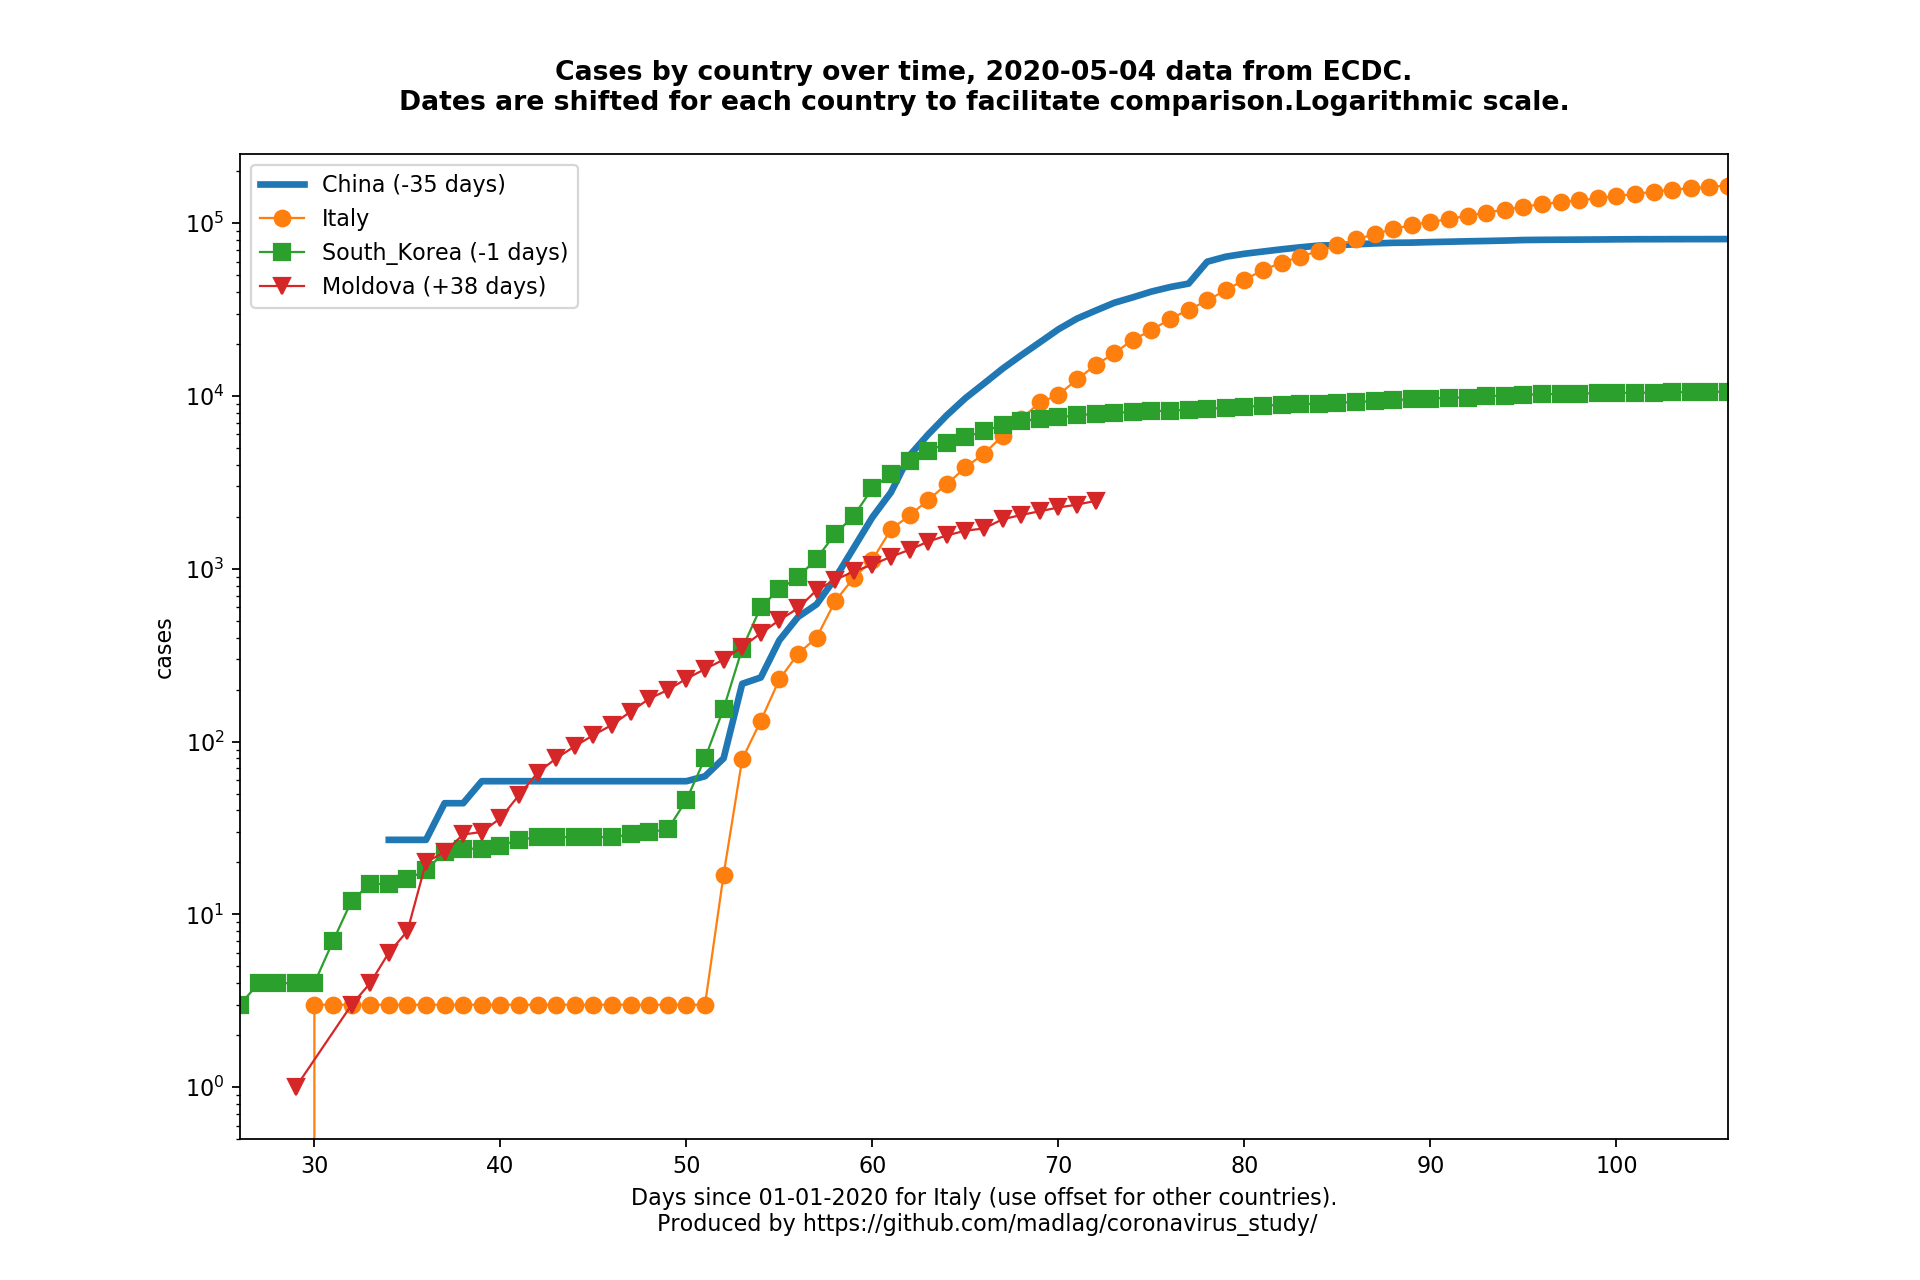 Cases by country over time, 2020-05-04 data from ECDC.
Dates are shifted for each country to facilitate comparison.Logarithmic scale.
China (-35 days)
Italy
South_Korea (-1 days)
Moldova (+38 days)
10^5
10^4
10^3
10^2
10^1
10^0
cases
30 40 50 60 70 80 90 100
Days since 01-01-2020 for Italy (use offset for other countries).
Produced by https://github.com/madlag/coronavirus_study/